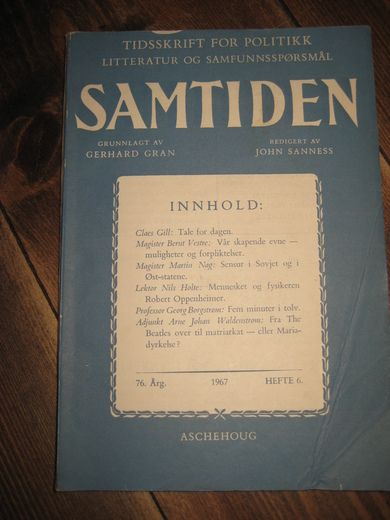 TIDSSKRIFT FOR POLITIKK
LITTERATUR OG SAMFUNNSSPØRSMÅL
SAMTIDEN
GRUNNLAGT AV
GERHARD GRAN
REDIGERT AV
JOHN SANNESS
INNHOLD:
Claes Gill: Tale for dagen.
Magister Bernt Vestre: Vår skapende evne —
muligheter og forpliktelser.
Magister Martin Nag: Sensur i Sovjet og i
Øst-statene.
Lektor Nils Holte: Mennesket og fysikeren
Robert Oppenheimer.
Professor Georg Borgstrøm: Fem minutter i tolv.
Adjunkt Arne Johan Waldenstrøm: Fra The
Beatles over til matriarkat — eller Maria-
dyrkelse?
76. Årg.
1967
HEFTE 6.
ASCHEHOUG